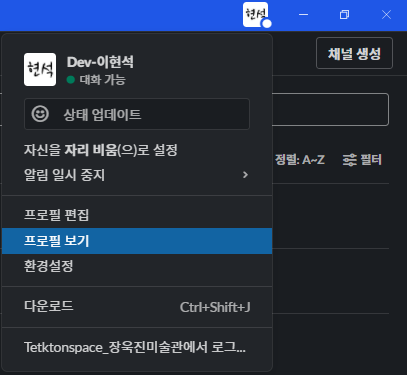 현석
채널 생성
현석
Dev-이현석
대화 가능
상태 업데이트
자신을 자리 비움(으)로 설정
알림 일시 중지
정렬: A~Z
필터
프로필 편집
프로필 보기
환경설정
다운로드 Ctrl+Shift+J
Tetktonspace_장욱진미술관에서 로그...